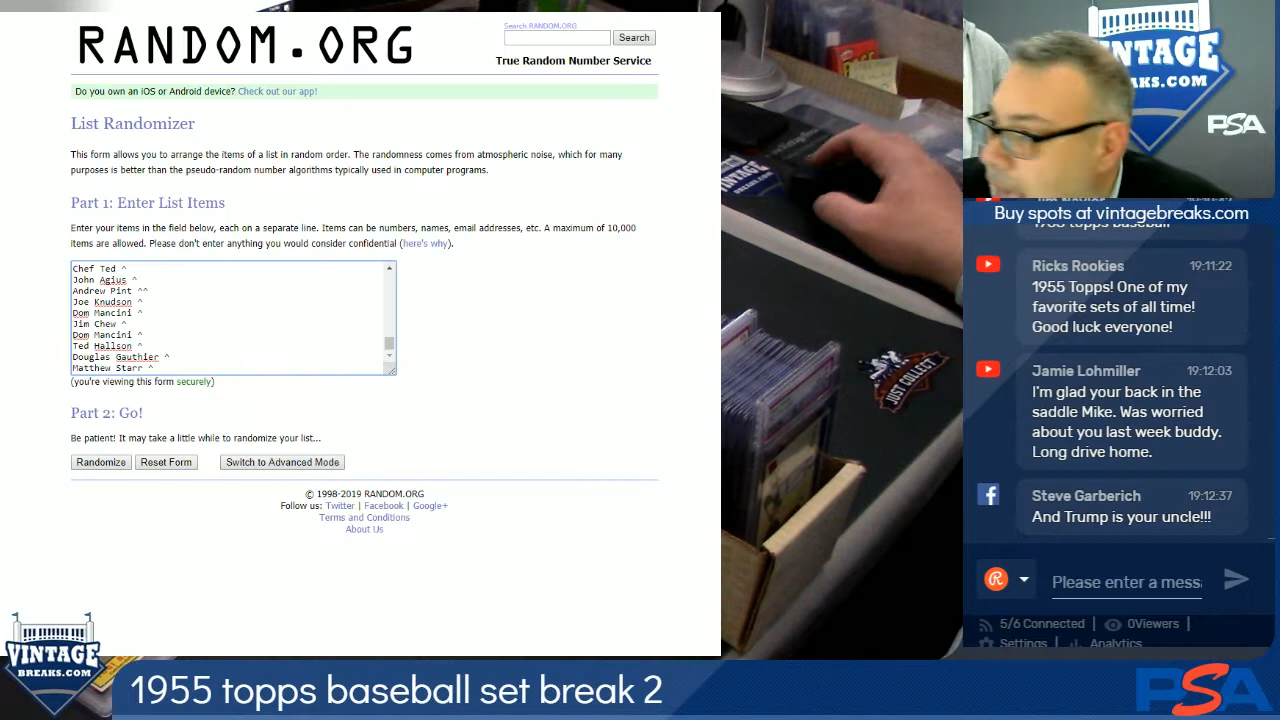 RANDOM.ORG
Search RANDOM.ORG
Search
True Random Number Service
Do you own an iOS or Android device? Check out our app!
List Randomizer
This form allows you to arrange the items of a list in random order. The randomness comes from atmospheric noise, which for many
purposes is better than the pseudo-random number algorithms typically used in computer programs.
Part 1: Enter List Items
Enter your items in the field below, each on a separate line. Items can be numbers, names, email addresses, etc. A maximum of 10,000
items are allowed. Please don't enter anything you would consider confidential (here's why).
Chef Ted ^
John Agius ^
Andrew Pint ^^
Joe Knudson ^
Dom Mancini ^
Jim Chew ^
Dom Mancini ^
Ted Hallson ^
Douglas Gauthier ^
Matthew Starr ^
(you're viewing this form securely)
Part 2: Go!
Be patient! It may take a little while to randomize your list...
Randomize
Reset Form
Switch to Advanced Mode
© 1998-2019 RANDOM.ORG
Follow us: Twitter | Facebook | Google+
Terms and Conditions
About Us
VINTAGE
PSA
Buy spots at vintagebreaks.com
1955 topps baseball
Ricks Rookies 19:11:22
1955 Topps! One of my
favorite sets of all time!
Good luck everyone!
Jamie Lohmiller 19:12:03
I'm glad your back in the
saddle Mike. Was worried
about you last week buddy.
Long drive home.
Steve Garberich 19:12:37
And Trump is your uncle!!!
Please enter a messa
5/6 Connected | 0Viewers |
Settings | Analytics
JUST COLLECT
VINTAGE
BREAKS.COM
1955 topps baseball set break 2
PSA